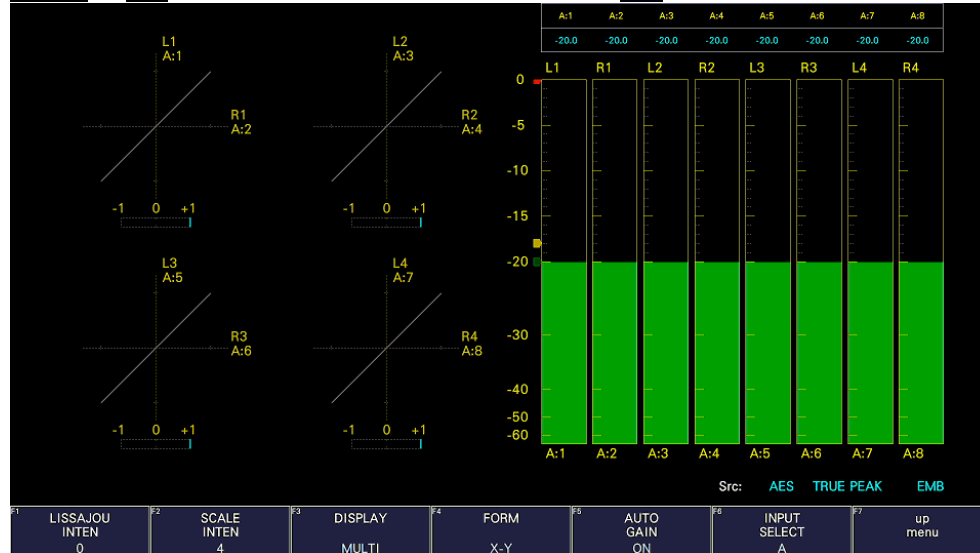 A:1 A:2 A:3 A:4 A:5 A:6 A:7 A:8
-20.0 -20.0 -20.0 -20.0 -20.0 -20.0 -20.0 -20.0
L1 R1 L2 R2 L3 R3 L4 R4
0
-5
-10
-15
-20
-30
-40
-50
-60
A:1 A:2 A:3 A:4 A:5 A:6 A:7 A:8
L1
A:1
R1
A:2
-1 0 +1
L2
A:3
R2
A:4
-1 0 +1
L3
A:5
R3
A:6
-1 0 +1
L4
A:7
R4
A:8
-1 0 +1
Src: AES TRUE PEAK EMB
F1 LISSAJOU
INTEN
0
F2 SCALE
INTEN
4
F3 DISPLAY
MULTI
F4 FORM
X-Y
F5 AUTO
GAIN
ON
F6 INPUT
SELECT
A
F7 up
menu